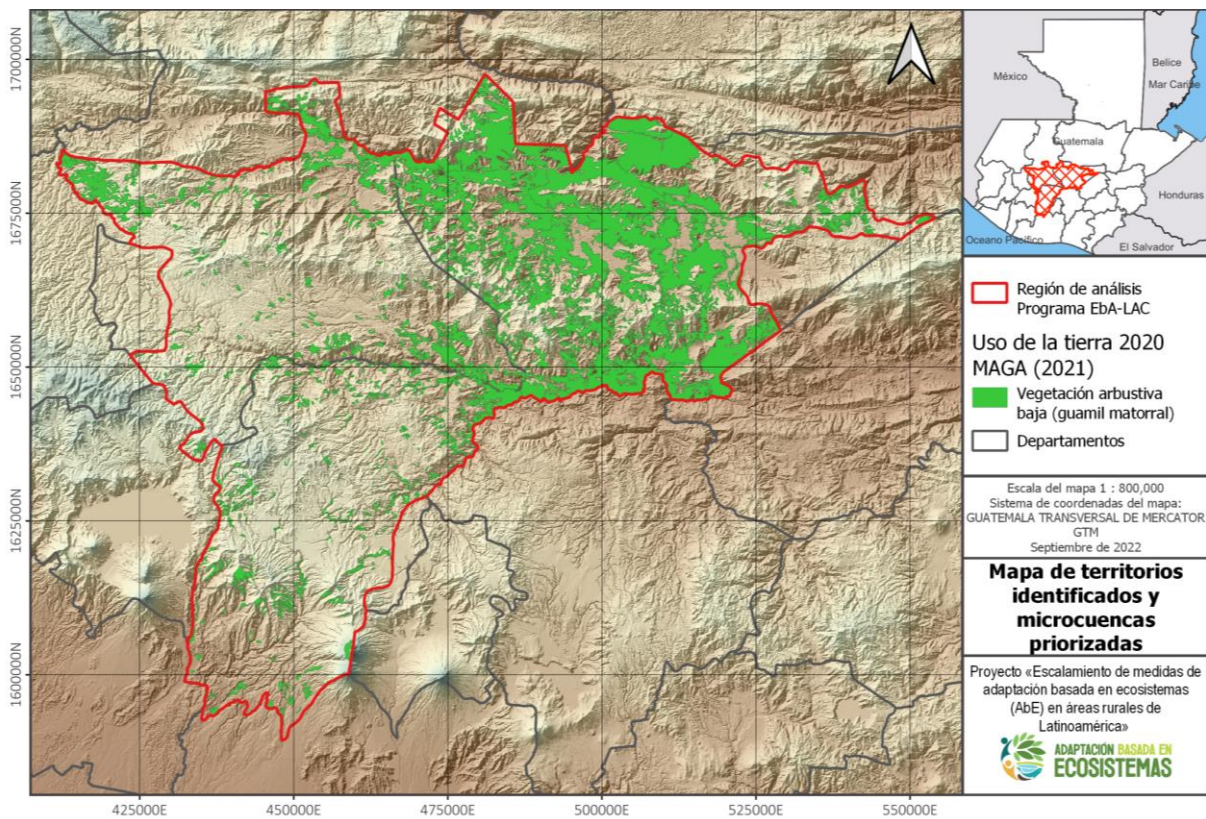 1700000N
1675000N
1650000N
1625000N
1600000N
425000E
450000E
475000E
500000E
525000E
550000E
México
Belice
Mar Caribe
Guatemala
Honduras
Oceano Pacífico
El Salvador
Región de análisis
Programa EbA-LAC
Uso de la tierra 2020
MAGA (2021)
Vegetación arbustiva
baja (guamil matorral)
Departamentos
Escala del mapa 1 : 800,000
Sistema de coordenadas del mapa:
GUATEMALA TRANSVERSAL DE MERCATOR
GTM
Septiembre de 2022
Mapa de territorios
identificados y
microcuencas
priorizadas
Proyecto «Escalamiento de medidas de
adaptación basada en ecosistemas
(AbE) en áreas rurales de
Latinoamérica»
ADAPTACIÓN BASADA EN
ECOSISTEMAS